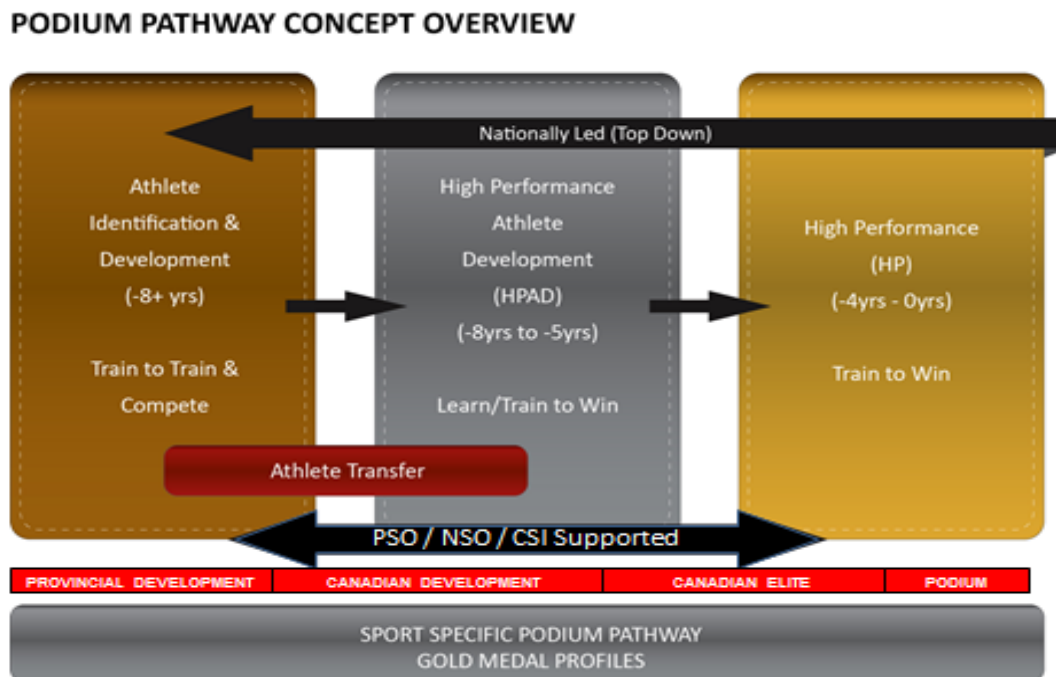 PODIUM PATHWAY CONCEPT OVERVIEW
Nationally Led (Top Down)
Athlete
Identification &
Development
(-8+ yrs)
Train to Train &
Compete
High Performance
Athlete
Development
(HPAD)
(-8yrs to -5yrs)
Learn/Train to Win
High Performance
(HP)
(-4yrs - 0yrs)
Train to Win
Athlete Transfer
PSO / NSO / CSI Supported
PROVINCIAL DEVELOPMENT
CANADIAN DEVELOPMENT
CANADIAN ELITE
PODIUM
SPORT SPECIFIC PODIUM PATHWAY
GOLD MEDAL PROFILES